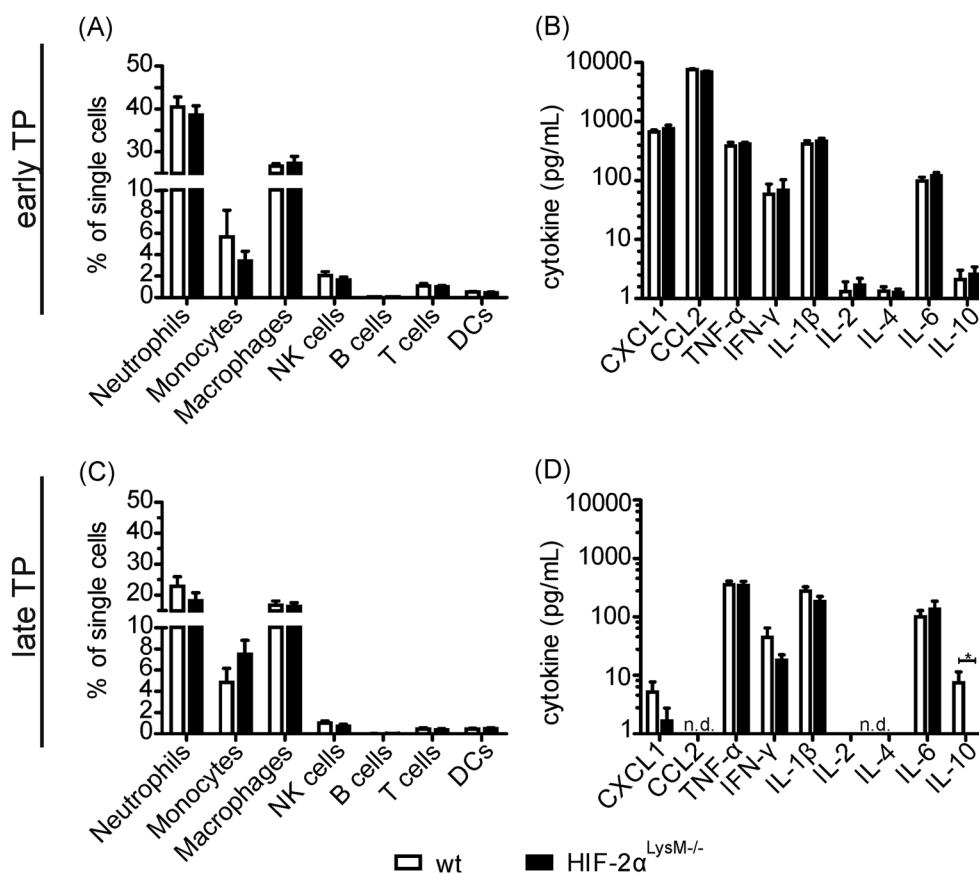 early TP
(A)
% of single cells
50
40
30
10
8
6
4
2
0
Neutrophils
Monocytes
Macrophages
NK cells
B cells
T cells
DCs
(B)
cytokine (pg/mL)
10000
1000
100
10
1
CXCL1
CCL2
TNF-α
IFN-γ
IL-1β
IL-2
IL-4
IL-6
IL-10
late TP
(C)
% of single cells
50
40
30
20
10
8
6
4
2
0
Neutrophils
Monocytes
Macrophages
NK cells
B cells
T cells
DCs
(D)
cytokine (pg/mL)
10000
1000
100
10
1
n.d.
n.d.
*
CXCL1
CCL2
TNF-α
IFN-γ
IL-1β
IL-2
IL-4
IL-6
IL-10
wt
HIF-2α LysM-/-